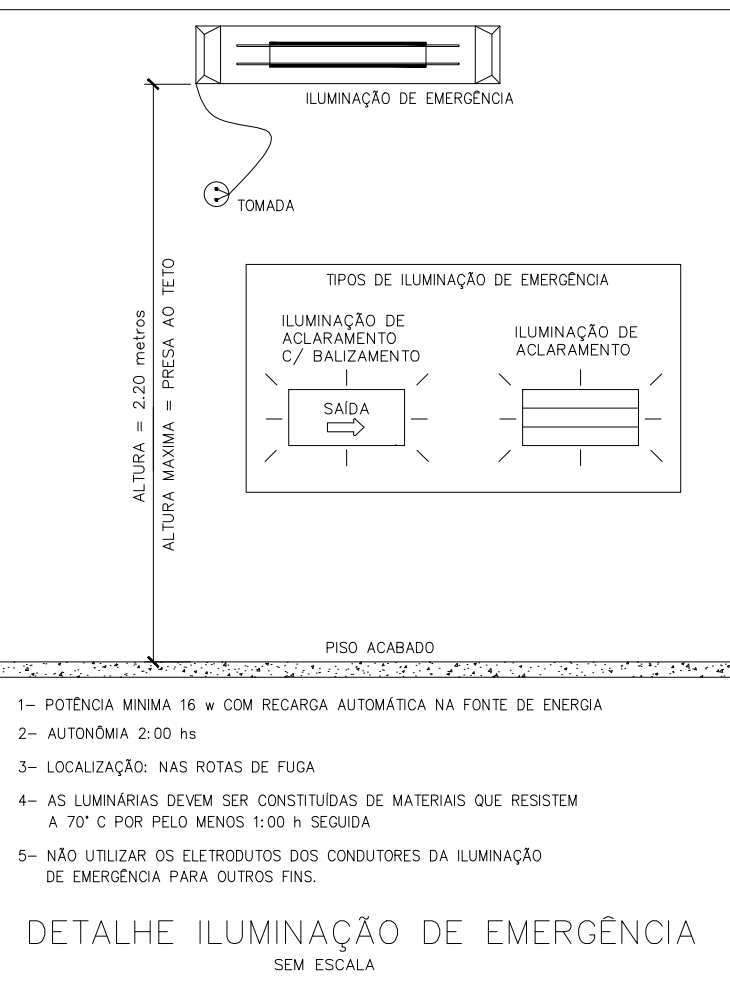 ILUMINAÇÃO DE EMERGÊNCIA
TOMADA
ALTURA = 2.20 metros
ALTURA MAXIMA = PRESA AO TETO
TIPOS DE ILUMINAÇÃO DE EMERGÊNCIA
ILUMINAÇÃO DE
ACLARAMENTO
C/ BALIZAMENTO
SAÍDA
ILUMINAÇÃO DE
ACLARAMENTO
PISO ACABADO
1- POTÊNCIA MINIMA 16 w COM RECARGA AUTOMÁTICA NA FONTE DE ENERGIA
2- AUTONÔMIA 2:00 hs
3- LOCALIZAÇÃO: NAS ROTAS DE FUGA
4- AS LUMINÁRIAS DEVEM SER CONSTITUÍDAS DE MATERIAIS QUE RESISTEM
A 70° C POR PELO MENOS 1:00 h SEGUIDA
5- NÃO UTILIZAR OS ELETRODUTOS DOS CONDUTORES DA ILUMINAÇÃO
DE EMERGÊNCIA PARA OUTROS FINS.
DETALHE ILUMINAÇÃO DE EMERGÊNCIA
SEM ESCALA